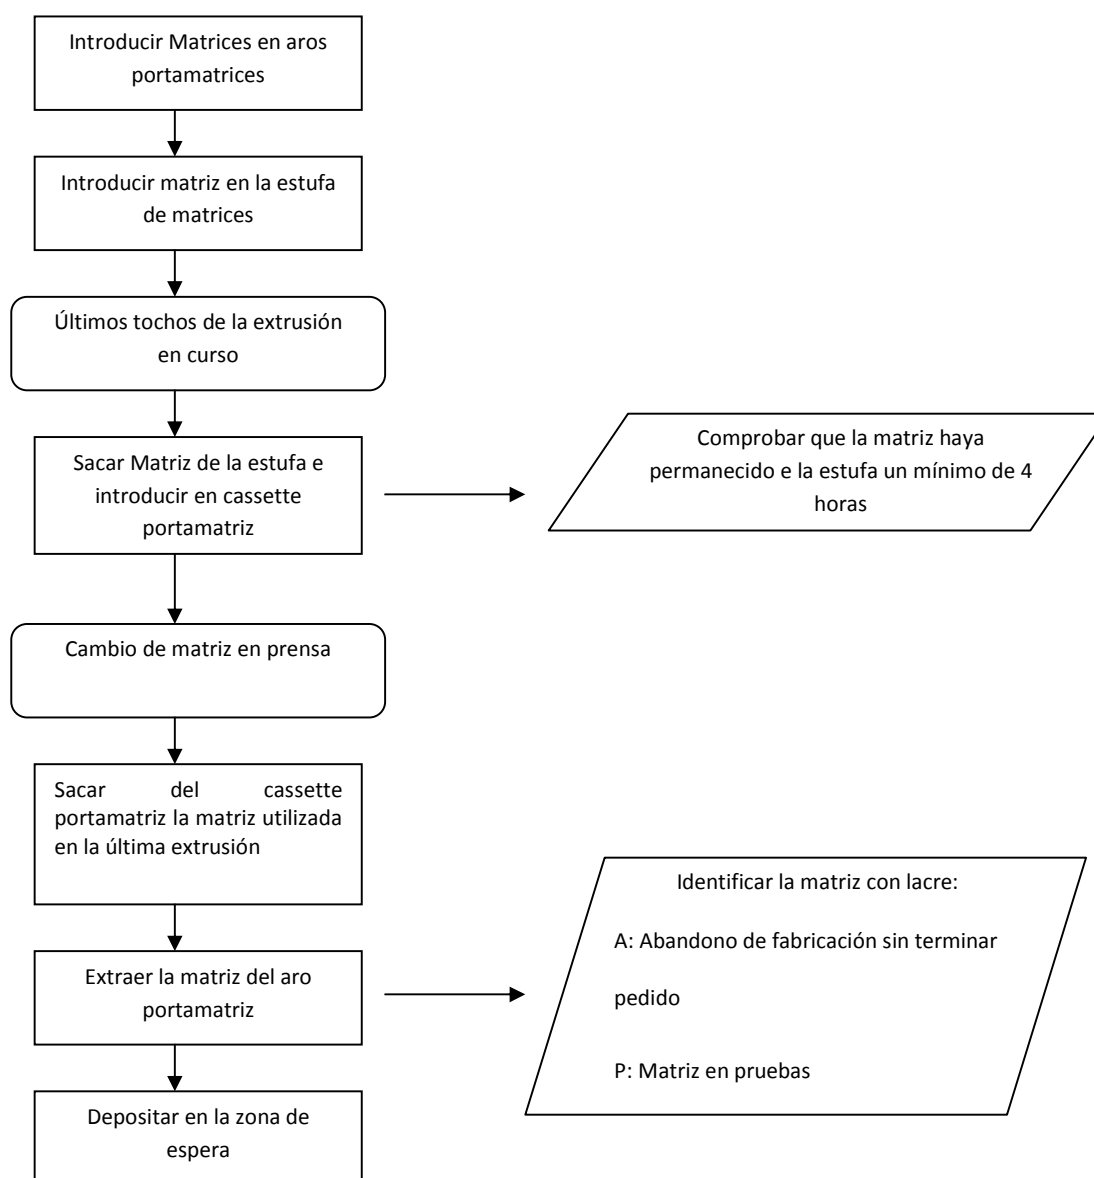 Introducir Matrices en aros
portamatrices
Introducir matriz en la estufa
de matrices
Últimos tochos de la extrusión
en curso
Sacar Matriz de la estufa e
introducir en cassette
portamatriz
Comprobar que la matriz haya
permanecido e la estufa un mínimo de 4
horas
Cambio de matriz en prensa
Sacar del cassette
portamatriz la matriz utilizada
en la última extrusión
Extraer la matriz del aro
portamatriz
Identificar la matriz con lacre:
A: Abandono de fabricación sin terminar
pedido
P: Matriz en pruebas
Depositar en la zona de
espera